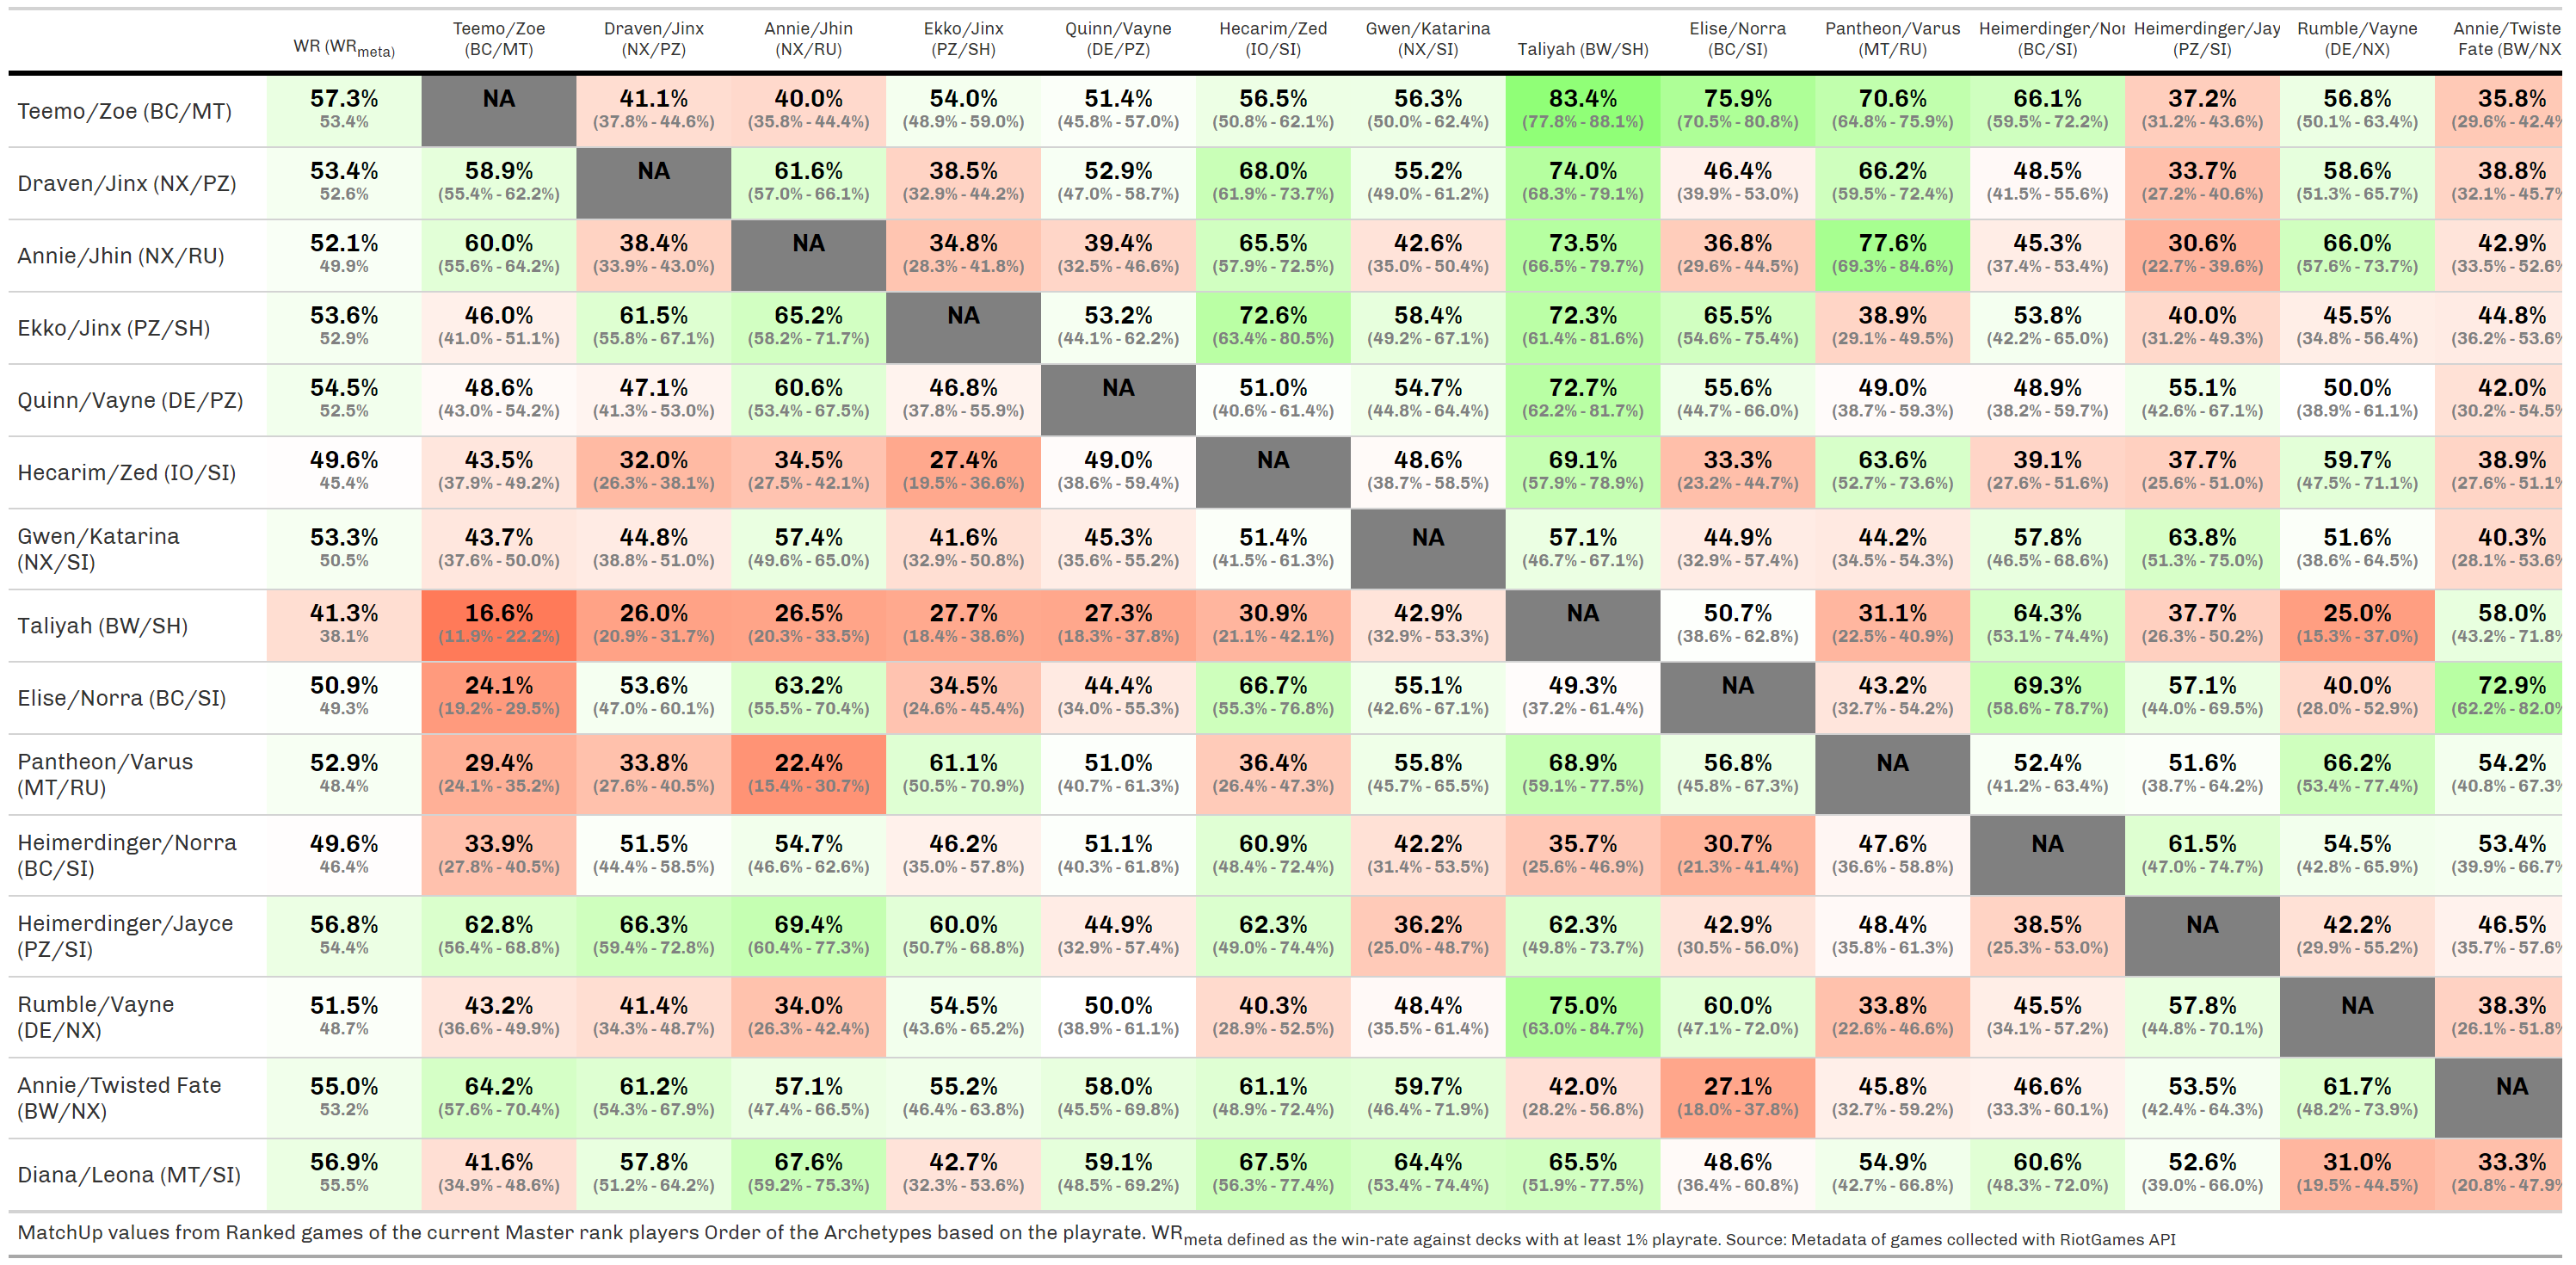 WR (WRmeta) Teemo/Zoe (BC/MT) Draven/Jinx (NX/PZ) Annie/Jhin (NX/RU) Ekko/Jinx (PZ/SH) Quinn/Vayne (DE/PZ) Hecarim/Zed (IO/SI) Gwen/Katarina (NX/SI) Taliyah (BW/SH) Elise/Norra (BC/SI) Pantheon/Varus (MT/RU) Heimerdinger/Nor (BC/SI) Heimerdinger/Jay (PZ/SI) Rumble/Vayne (DE/NX) Annie/Twiste Fate (BW/NX
Teemo/Zoe (BC/MT) 57.3% NA 41.1% 40.0% 54.0% 51.4% 56.5% 56.3% 83.4% 75.9% 70.6% 66.1% 37.2% 56.8% 35.8%
53.4% (37.8% - 44.6%) (35.8% - 44.4%) (48.9% - 59.0%) (45.8% - 57.0%) (50.8% - 62.1%) (50.0% - 62.4%) (77.8% - 88.1%) (70.5% - 80.8%) (64.8% - 75.9%) (59.5% - 72.2%) (31.2% - 43.6%) (50.1% - 63.4%) (29.6% - 42.4%
Draven/Jinx (NX/PZ) 53.4% 58.9% NA 61.6% 38.5% 52.9% 68.0% 55.2% 74.0% 46.4% 66.2% 48.5% 33.7% 58.6% 38.8%
52.6% (55.4% - 62.2%) (57.0% - 66.1%) (32.9% - 44.2%) (47.0% - 58.7%) (61.9% - 73.7%) (49.0% - 61.2%) (68.3% - 79.1%) (39.9% - 53.0%) (59.5% - 72.4%) (41.5% - 55.6%) (27.2% - 40.6%) (51.3% - 65.7%) (32.1% - 45.7%
Annie/Jhin (NX/RU) 52.1% 60.0% 38.4% NA 34.8% 39.4% 65.5% 42.6% 73.5% 36.8% 77.6% 45.3% 30.6% 66.0% 42.9%
49.9% (55.6% - 64.2%) (33.9% - 43.0%) (28.3% - 41.8%) (32.5% - 46.6%) (57.9% - 72.5%) (35.0% - 50.4%) (66.5% - 79.7%) (29.6% - 44.5%) (69.3% - 84.6%) (37.4% - 53.4%) (22.7% - 39.6%) (57.6% - 73.7%) (33.5% - 52.6%
Ekko/Jinx (PZ/SH) 53.6% 46.0% 61.5% 65.2% NA 53.2% 72.6% 58.4% 72.3% 65.5% 38.9% 53.8% 40.0% 45.5% 44.8%
52.9% (41.0% - 51.1%) (55.8% - 67.1%) (58.2% - 71.7%) (44.1% - 62.2%) (63.4% - 80.5%) (49.2% - 67.1%) (61.4% - 81.6%) (54.6% - 75.4%) (29.1% - 49.5%) (42.2% - 65.0%) (31.2% - 49.3%) (34.8% - 56.4%) (36.2% - 53.6%
Quinn/Vayne (DE/PZ) 54.5% 48.6% 47.1% 60.6% 46.8% NA 51.0% 54.7% 72.7% 55.6% 49.0% 48.9% 55.1% 50.0% 42.0%
52.5% (43.0% - 54.2%) (41.3% - 53.0%) (53.4% - 67.5%) (37.8% - 55.9%) (40.6% - 61.4%) (44.8% - 64.4%) (62.2% - 81.7%) (44.7% - 66.0%) (38.7% - 59.3%) (38.2% - 59.7%) (42.6% - 67.1%) (38.9% - 61.1%) (30.2% - 54.5%
Hecarim/Zed (IO/SI) 49.6% 43.5% 32.0% 34.5% 27.4% 49.0% NA 48.6% 69.1% 33.3% 63.6% 39.1% 37.7% 59.7% 38.9%
45.4% (37.9% - 49.2%) (26.3% - 38.1%) (27.5% - 42.1%) (19.5% - 36.6%) (38.6% - 59.4%) (38.7% - 58.5%) (57.9% - 78.9%) (23.2% - 44.7%) (52.7% - 73.6%) (27.6% - 51.6%) (25.6% - 51.0%) (47.5% - 71.1%) (27.6% - 51.1%
Gwen/Katarina (NX/SI) 53.3% 43.7% 44.8% 57.4% 41.6% 45.3% 51.4% NA 57.1% 44.9% 44.2% 57.8% 63.8% 51.6% 40.3%
50.5% (37.6% - 50.0%) (38.8% - 51.0%) (49.6% - 65.0%) (32.9% - 50.8%) (35.6% - 55.2%) (41.5% - 61.3%) (46.7% - 67.1%) (32.9% - 57.4%) (34.5% - 54.3%) (46.5% - 68.6%) (51.3% - 75.0%) (38.6% - 64.5%) (28.1% - 53.6%
Taliyah (BW/SH) 41.3% 16.6% 26.0% 26.5% 27.7% 27.3% 30.9% 42.9% NA 50.7% 31.1% 64.3% 37.7% 25.0% 58.0%
38.1% (11.9% - 22.2%) (20.9% - 31.7%) (20.3% - 33.5%) (18.4% - 38.6%) (18.3% - 37.8%) (21.1% - 42.1%) (32.9% - 53.3%) (38.6% - 62.8%) (22.5% - 40.9%) (53.1% - 74.4%) (26.3% - 50.2%) (15.3% - 37.0%) (43.2% - 71.8%
Elise/Norra (BC/SI) 50.9% 24.1% 53.6% 63.2% 34.5% 44.4% 66.7% 55.1% 49.3% NA 43.2% 69.3% 57.1% 40.0% 72.9%
49.3% (19.2% - 29.5%) (47.0% - 60.1%) (55.5% - 70.4%) (24.6% - 45.4%) (34.0% - 55.3%) (55.3% - 76.8%) (42.6% - 67.1%) (37.2% - 61.4%) (32.7% - 54.2%) (58.6% - 78.7%) (44.0% - 69.5%) (28.0% - 52.9%) (62.2% - 82.0%
Pantheon/Varus (MT/RU) 52.9% 29.4% 33.8% 22.4% 61.1% 51.0% 36.4% 55.8% 68.9% 56.8% NA 52.4% 51.6% 66.2% 54.2%
48.4% (24.1% - 35.2%) (27.6% - 40.5%) (15.4% - 30.7%) (50.5% - 70.9%) (40.7% - 61.3%) (26.4% - 47.3%) (45.7% - 65.5%) (59.1% - 77.5%) (45.8% - 67.3%) (41.2% - 63.4%) (38.7% - 64.2%) (53.4% - 77.4%) (40.8% - 67.3%
Heimerdinger/Norra (BC/SI) 49.6% 33.9% 51.5% 54.7% 46.2% 51.1% 60.9% 42.2% 35.7% 30.7% 47.6% NA 61.5% 54.5% 53.4%
46.4% (27.8% - 40.5%) (44.4% - 58.5%) (46.6% - 62.6%) (35.0% - 57.8%) (40.3% - 61.8%) (48.4% - 72.4%) (31.4% - 53.5%) (25.6% - 46.9%) (21.3% - 41.4%) (36.6% - 58.8%) (47.0% - 74.7%) (42.8% - 65.9%) (39.9% - 66.7%
Heimerdinger/Jayce (PZ/SI) 56.8% 62.8% 66.3% 69.4% 60.0% 44.9% 62.3% 36.2% 62.3% 42.9% 48.4% 38.5% NA 42.2% 46.5%
54.4% (56.4% - 68.8%) (59.4% - 72.8%) (60.4% - 77.3%) (50.7% - 68.8%) (32.9% - 57.4%) (49.0% - 74.4%) (25.0% - 48.7%) (49.8% - 73.7%) (30.5% - 56.0%) (35.8% - 61.3%) (25.3% - 53.0%) (29.9% - 55.2%) (35.7% - 57.6%
Rumble/Vayne (DE/NX) 51.5% 43.2% 41.4% 34.0% 54.5% 50.0% 40.3% 48.4% 75.0% 60.0% 33.8% 45.5% 57.8% NA 38.3%
48.7% (36.6% - 49.9%) (34.3% - 48.7%) (26.3% - 42.4%) (43.6% - 65.2%) (38.9% - 61.1%) (28.9% - 52.5%) (35.5% - 61.4%) (63.0% - 84.7%) (47.1% - 72.0%) (22.6% - 46.6%) (34.1% - 57.2%) (44.8% - 70.1%) (26.1% - 51.8%
Annie/Twisted Fate (BW/NX) 55.0% 64.2% 61.2% 57.1% 55.2% 58.0% 61.1% 59.7% 42.0% 27.1% 45.8% 46.6% 53.5% 61.7% NA
53.2% (57.6% - 70.4%) (54.3% - 67.9%) (47.4% - 66.5%) (46.4% - 63.8%) (45.5% - 69.8%) (48.9% - 72.4%) (46.4% - 71.9%) (28.2% - 56.8%) (18.0% - 37.8%) (32.7% - 59.2%) (33.3% - 60.1%) (42.4% - 64.3%) (48.2% - 73.9%)
Diana/Leona (MT/SI) 56.9% 41.6% 57.8% 67.6% 42.7% 59.1% 67.5% 64.4% 65.5% 48.6% 54.9% 60.6% 52.6% 31.0% 33.3%
55.5% (34.9% - 48.6%) (51.2% - 64.2%) (59.2% - 75.3%) (32.3% - 53.6%) (48.5% - 69.2%) (56.3% - 77.4%) (53.4% - 74.4%) (51.9% - 77.5%) (36.4% - 60.8%) (42.7% - 66.8%) (48.3% - 72.0%) (39.0% - 66.0%) (19.5% - 44.5%) (20.8% - 47.9%
MatchUp values from Ranked games of the current Master rank players Order of the Archetypes based on the playrate. WRmeta defined as the win-rate against decks with at least 1% playrate. Source: Metadata of games collected with RiotGames API